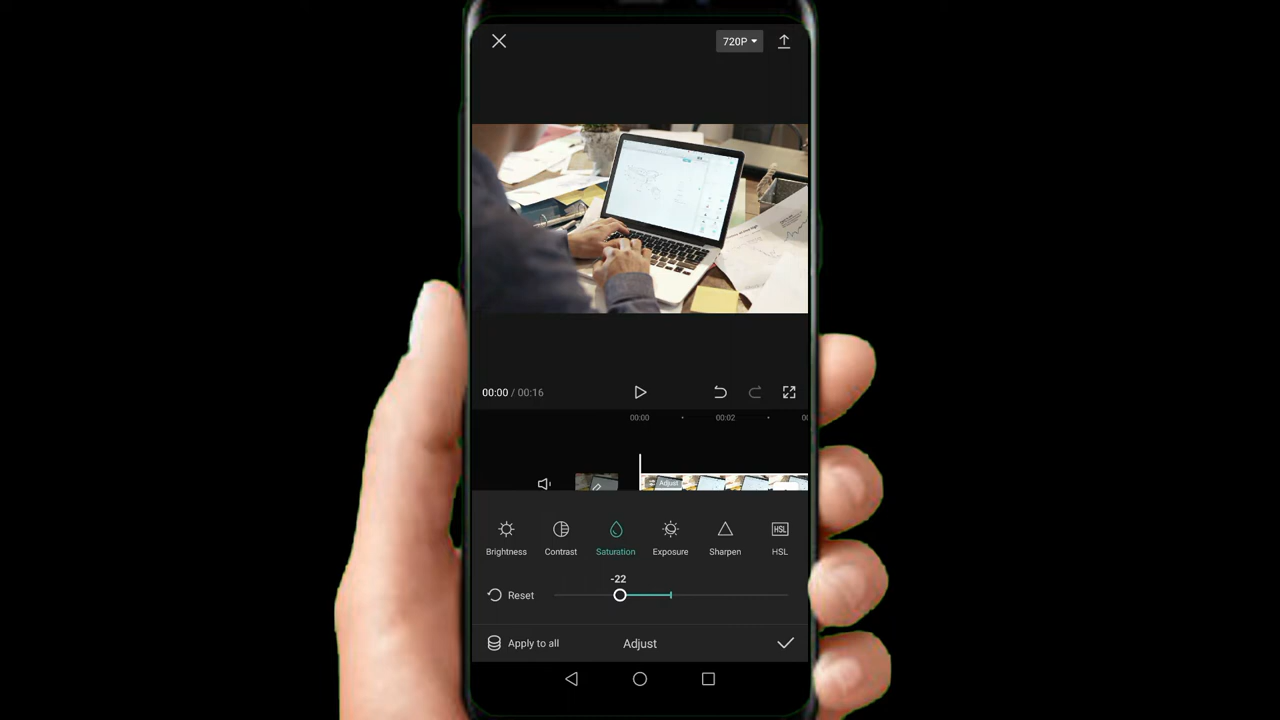 720P
00:00 / 00:16
00:00
00:02
Adjust
Brightness
Contrast
Saturation
Exposure
Sharpen
HSL
HSL
-22
Reset
Apply to all
Adjust